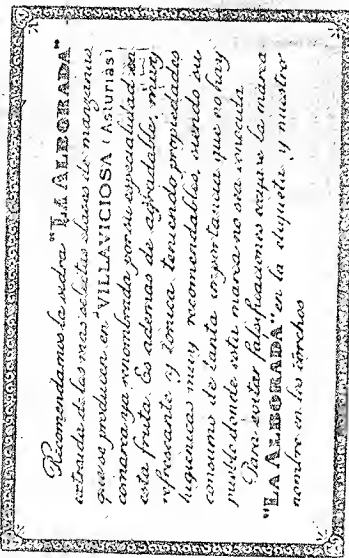 Recomendamos la sidra "LA ALBORADA"
extraida de las mas selectas clases de manzanas
que se producen en VILLAVICIOSA (Asturias)
comarca ya renombrada por su especialidad en
esta fruta. Es además de agradable, muy
refrescante y tónica teniendo propiedades
higiénicas muy recomendables, siendo su
consumo de tanta importancia que no hay
pueblo donde esta marca no sea conocida.
Para evitar falsificaciones exijase la marca
"LA ALBORADA" en la etiqueta y nuestro
nombre en los corchos